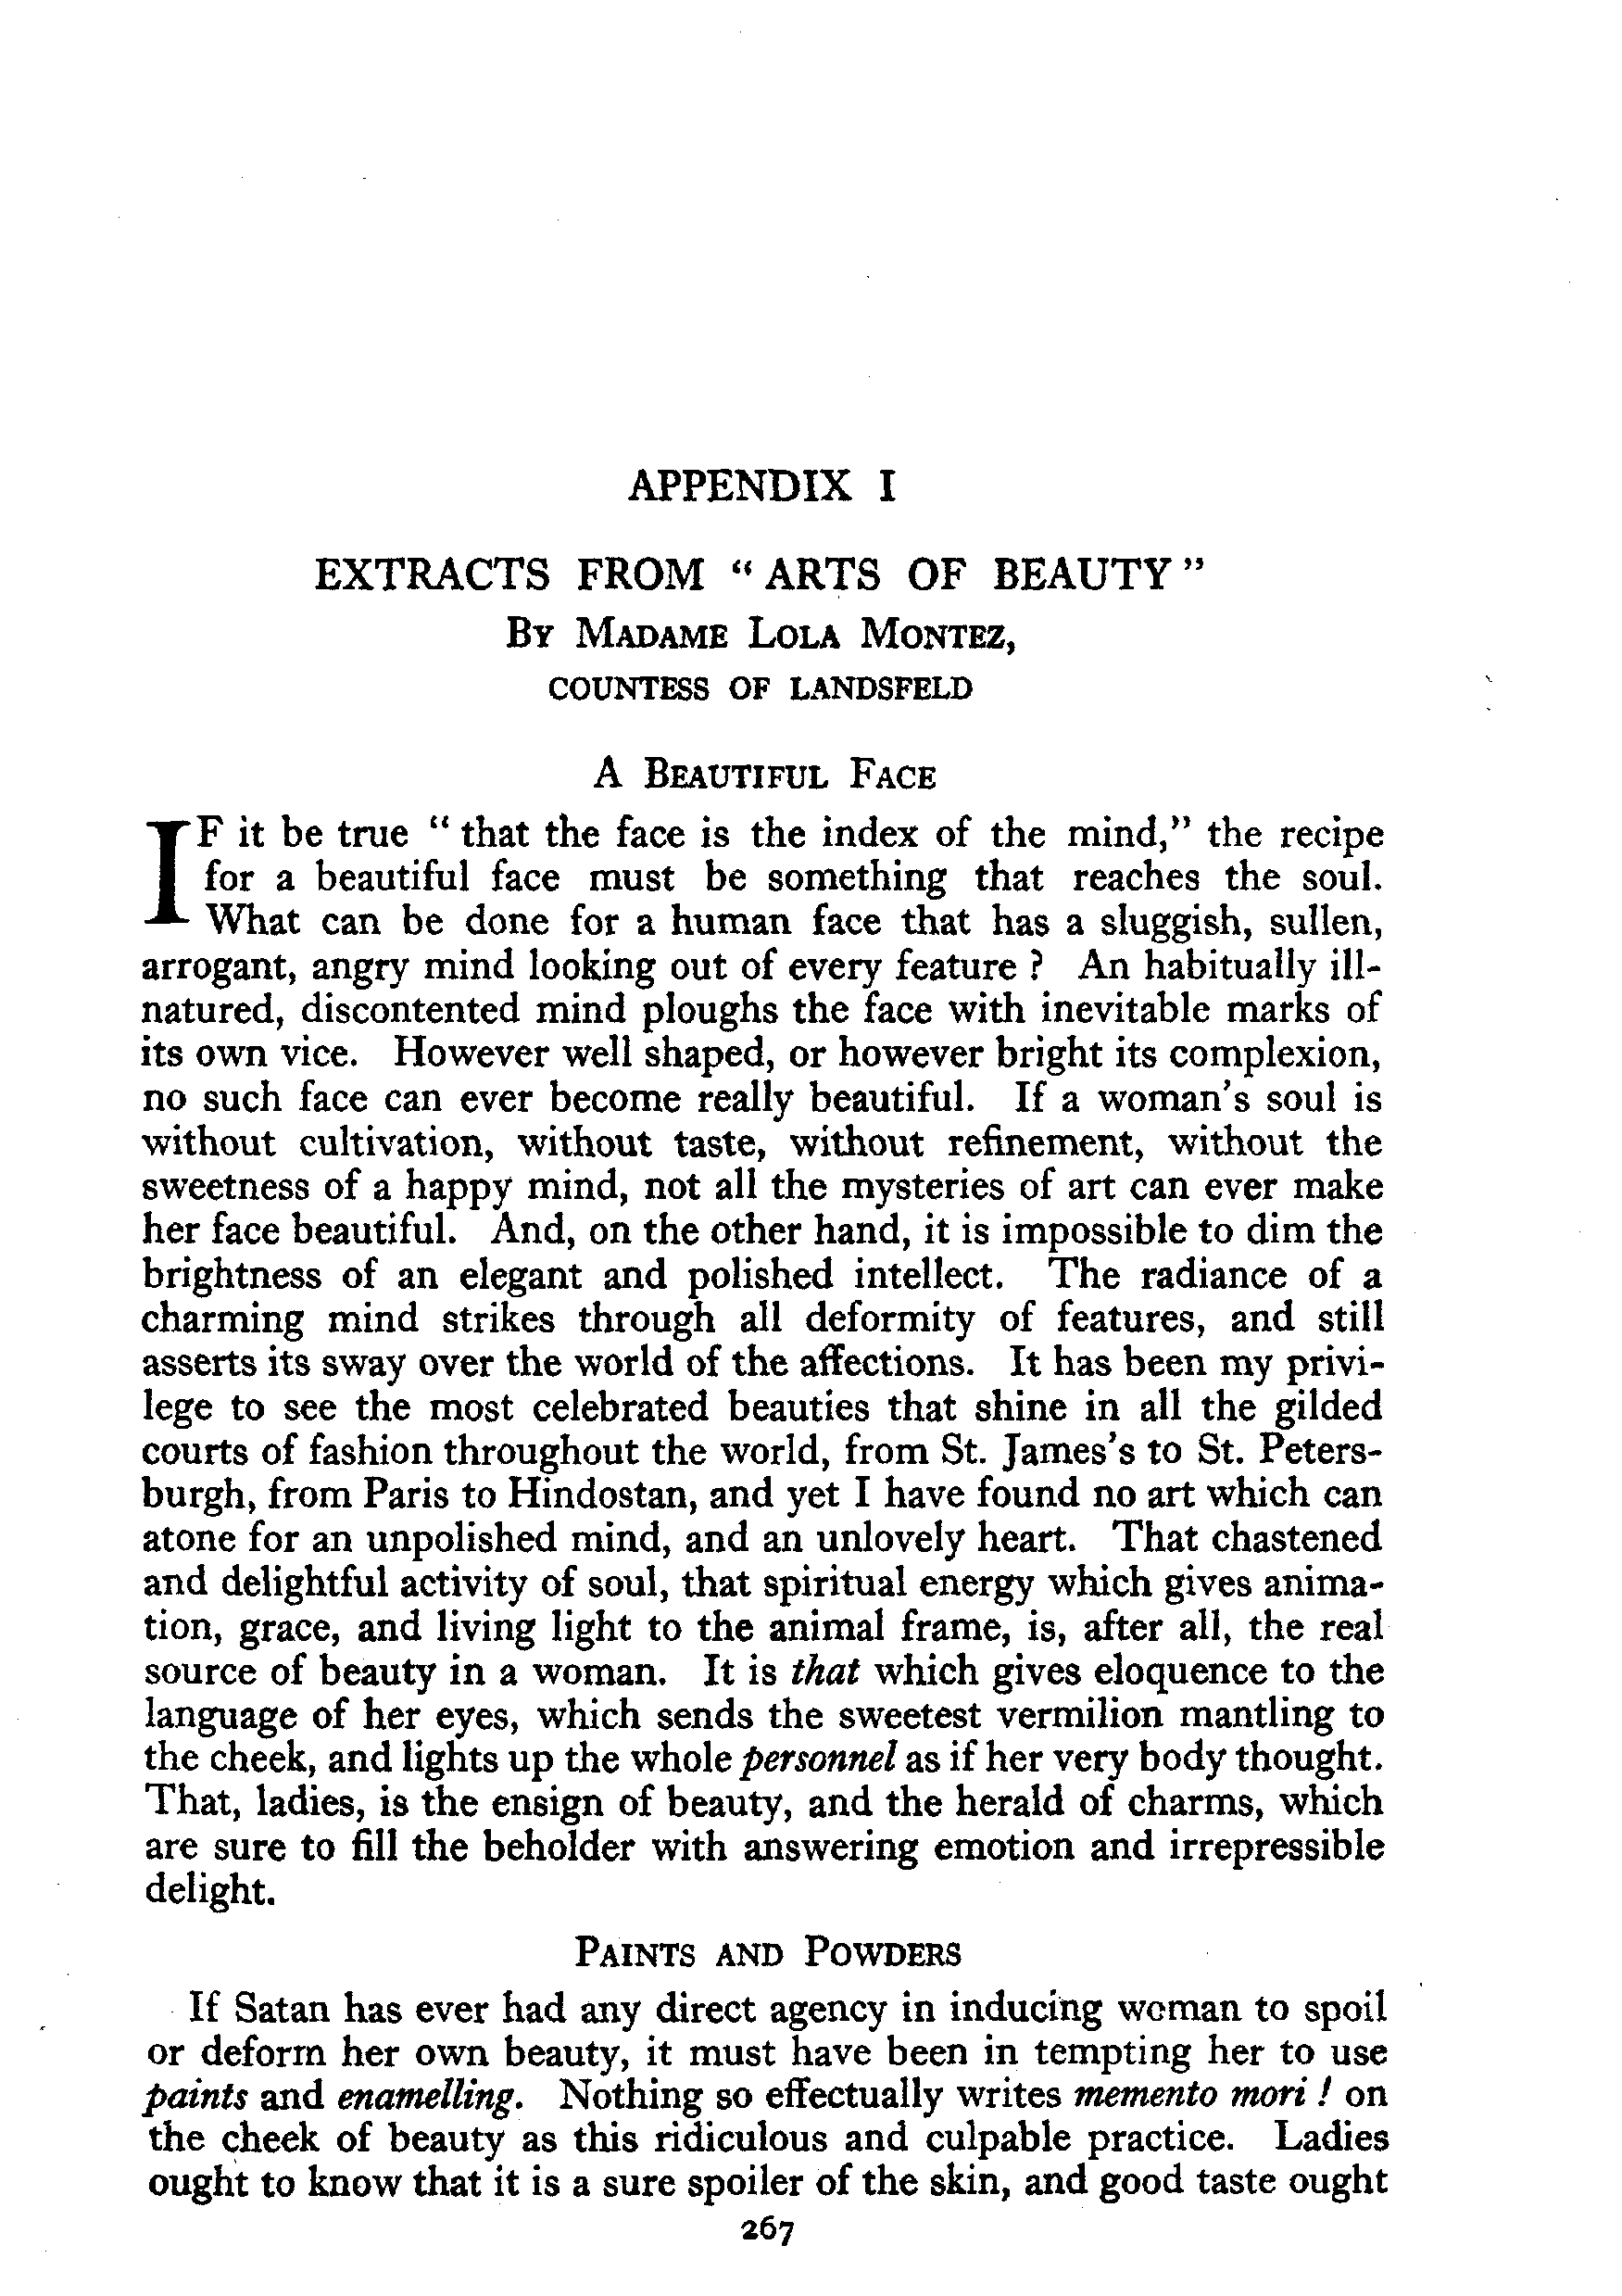 APPENDIX I
EXTRACTS FROM “ ARTS OF BEAUTY ”
BY MADAME LOLA MONTEZ,
COUNTESS OF LANDSFELD
A BEAUTIFUL FACE
IF it be true “ that the face is the index of the mind,” the recipe
for a beautiful face must be something that reaches the soul.
What can be done for a human face that has a sluggish, sullen,
arrogant, angry mind looking out of every feature ? An habitually ill-
natured, discontented mind ploughs the face with inevitable marks of
its own vice. However well shaped, or however bright its complexion,
no such face can ever become really beautiful. If a woman's soul is
without cultivation, without taste, without refinement, without the
sweetness of a happy mind, not all the mysteries of art can ever make
her face beautiful. And, on the other hand, it is impossible to dim the
brightness of an elegant and polished intellect. The radiance of a
charming mind strikes through all deformity of features, and still
asserts its sway over the world of the affections. It has been my privi-
lege to see the most celebrated beauties that shine in all the gilded
courts of fashion throughout the world, from St. James's to St. Peters-
burgh, from Paris to Hindostan, and yet I have found no art which can
atone for an unpolished mind, and an unlovely heart. That chastened
and delightful activity of soul, that spiritual energy which gives anima-
tion, grace, and living light to the animal frame, is, after all, the real
source of beauty in a woman. It is that which gives eloquence to the
language of her eyes, which sends the sweetest vermilion mantling to
the cheek, and lights up the whole personnel as if her very body thought.
That, ladies, is the ensign of beauty, and the herald of charms, which
are sure to fill the beholder with answering emotion and irrepressible
delight.
PAINTS AND POWDERS
If Satan has ever had any direct agency in inducing woman to spoil
or deform her own beauty, it must have been in tempting her to use
paints and enamelling. Nothing so effectually writes memento mori ! on
the cheek of beauty as this ridiculous and culpable practice. Ladies
ought to know that it is a sure spoiler of the skin, and good taste ought
267